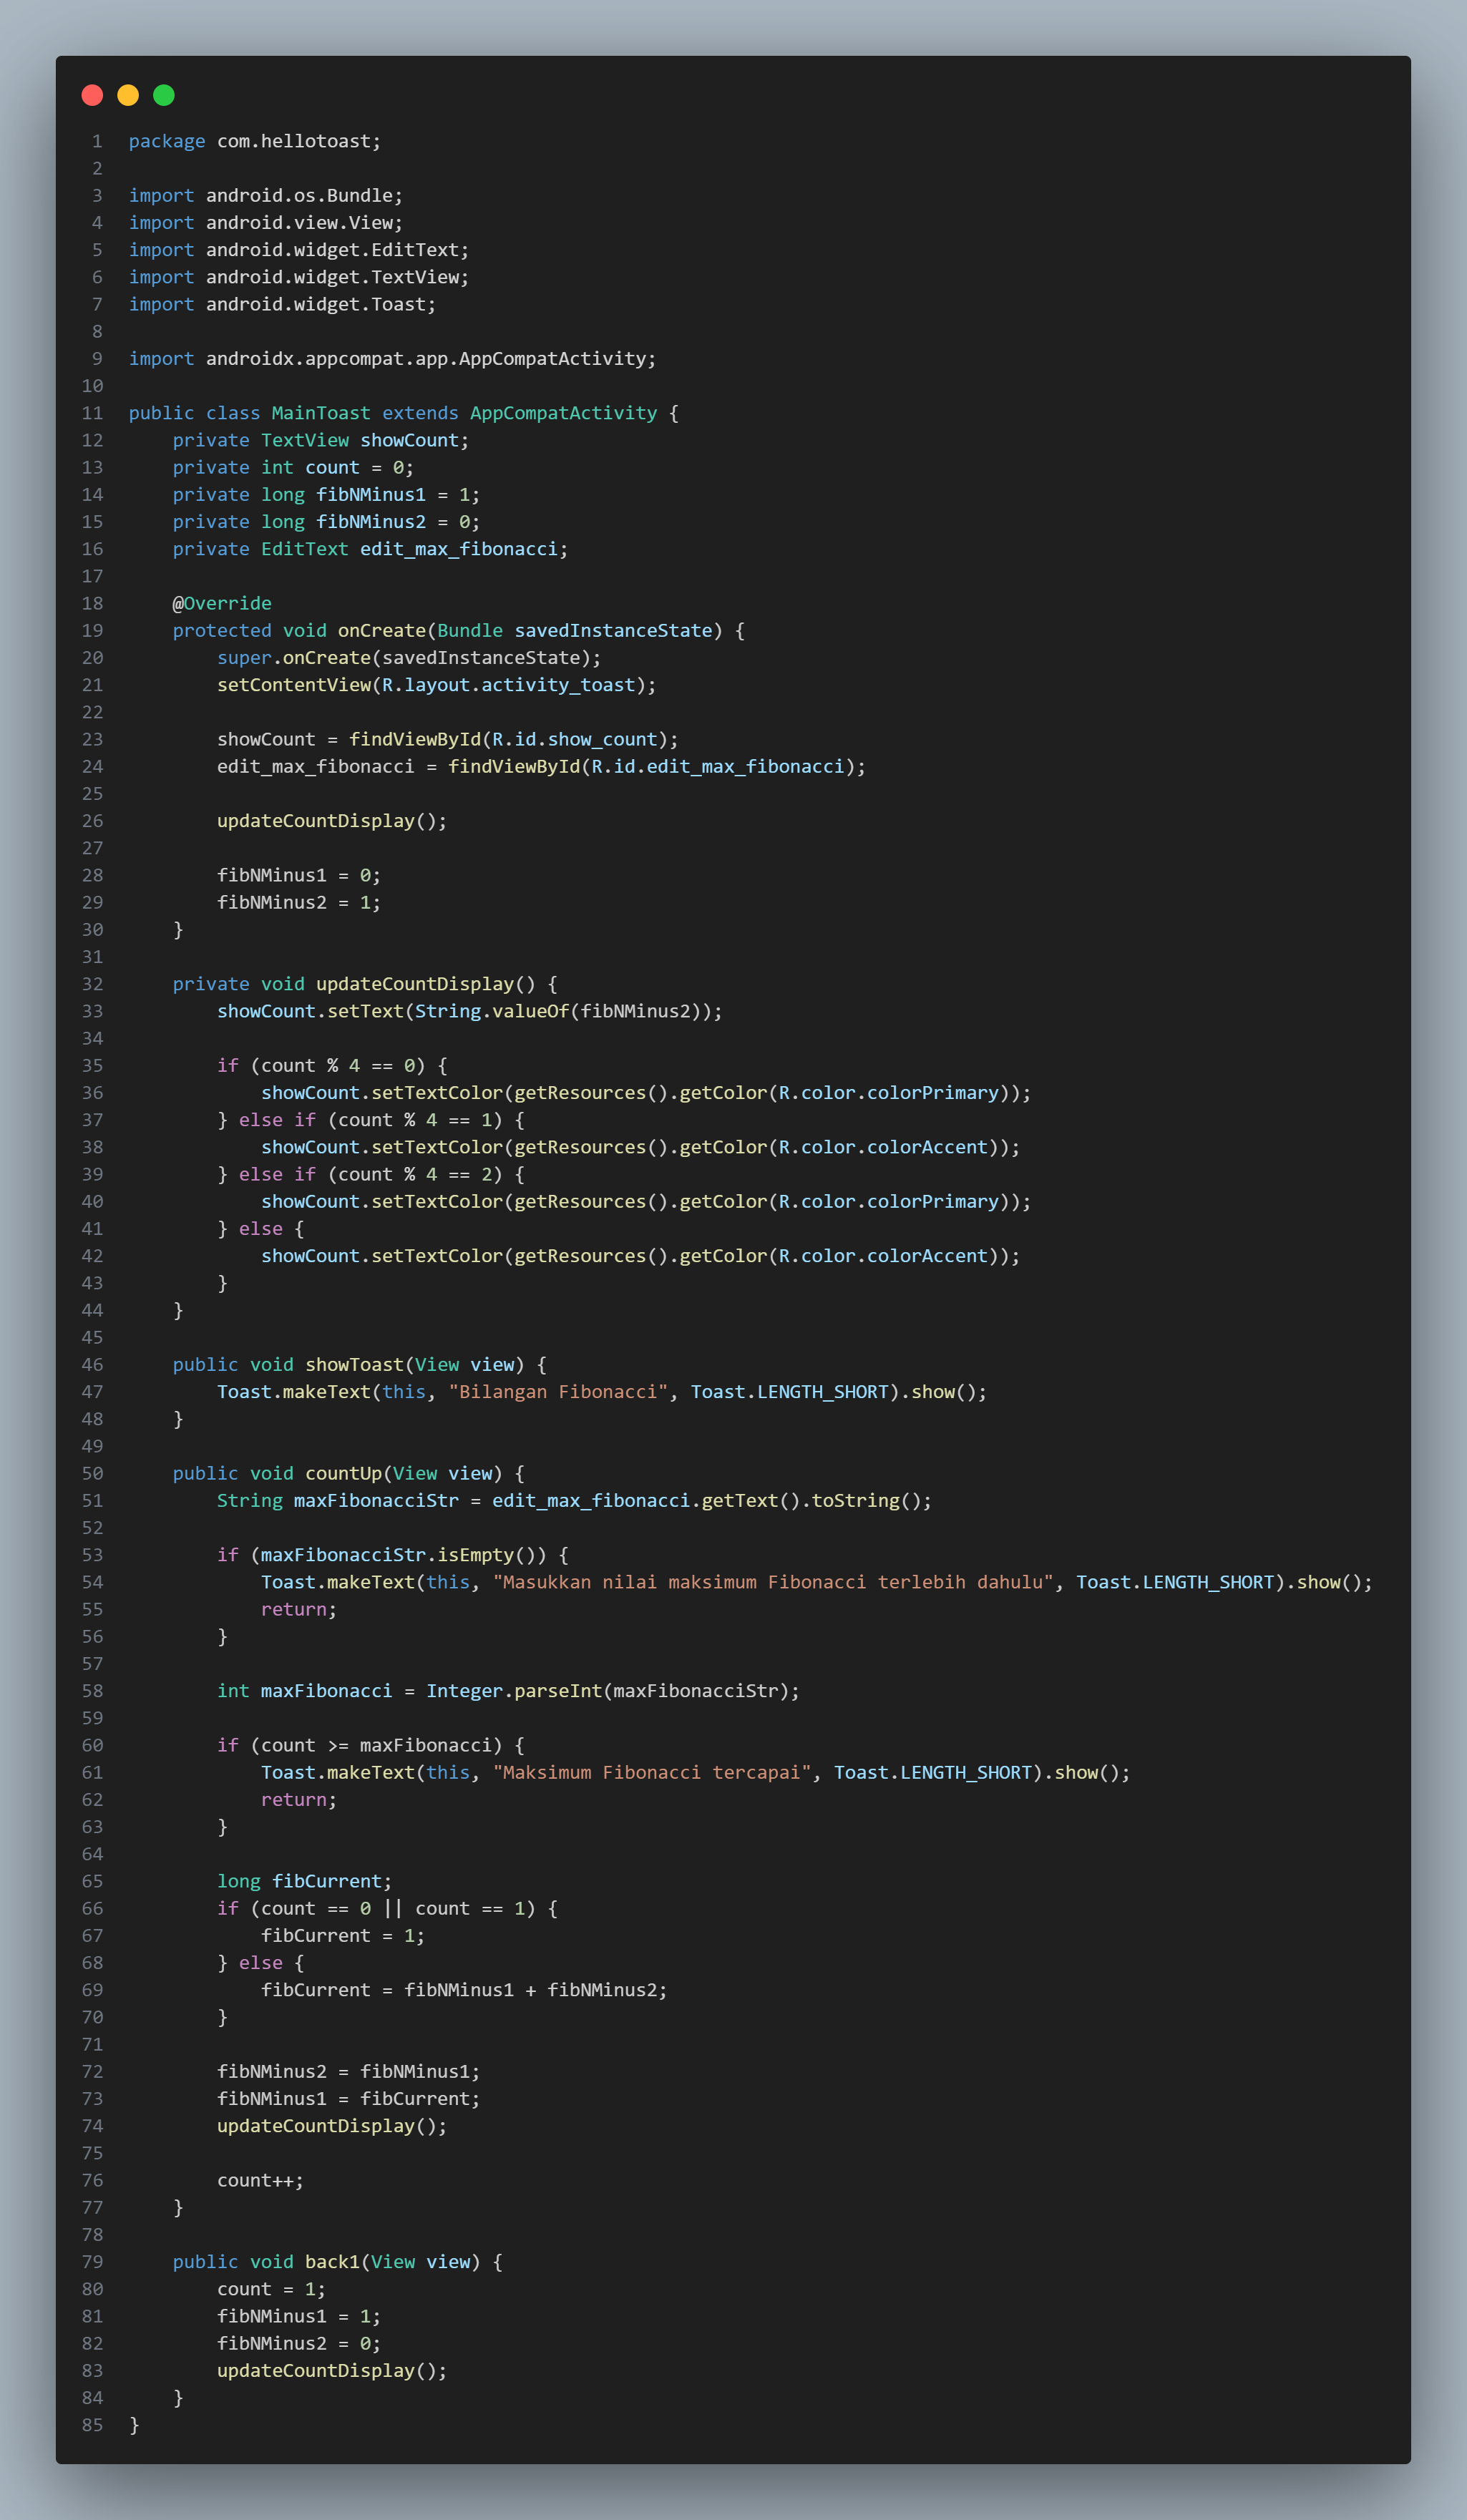 1 package com.hellotoast;
2
3 import android.os.Bundle;
4 import android.view.View;
5 import android.widget.EditText;
6 import android.widget.TextView;
7 import android.widget.Toast;
8
9 import androidx.appcompat.app.AppCompatActivity;
10
11 public class MainToast extends AppCompatActivity {
12     private TextView showCount;
13     private int count = 0;
14     private long fibNMinus1 = 1;
15     private long fibNMinus2 = 0;
16     private EditText edit_max_fibonacci;
17
18     @Override
19     protected void onCreate(Bundle savedInstanceState) {
20         super.onCreate(savedInstanceState);
21         setContentView(R.layout.activity_toast);
22
23         showCount = findViewById(R.id.show_count);
24         edit_max_fibonacci = findViewById(R.id.edit_max_fibonacci);
25
26         updateCountDisplay();
27
28         fibNMinus1 = 0;
29         fibNMinus2 = 1;
30     }
31
32     private void updateCountDisplay() {
33         showCount.setText(String.valueOf(fibNMinus2));
34
35         if (count % 4 == 0) {
36             showCount.setTextColor(getResources().getColor(R.color.colorPrimary));
37         } else if (count % 4 == 1) {
38             showCount.setTextColor(getResources().getColor(R.color.colorAccent));
39         } else if (count % 4 == 2) {
40             showCount.setTextColor(getResources().getColor(R.color.colorPrimary));
41         } else {
42             showCount.setTextColor(getResources().getColor(R.color.colorAccent));
43         }
44     }
45
46     public void showToast(View view) {
47         Toast.makeText(this, "Bilangan Fibonacci", Toast.LENGTH_SHORT).show();
48     }
49
50     public void countUp(View view) {
51         String maxFibonacciStr = edit_max_fibonacci.getText().toString();
52
53         if (maxFibonacciStr.isEmpty()) {
54             Toast.makeText(this, "Masukkan nilai maksimum Fibonacci terlebih dahulu", Toast.LENGTH_SHORT).show();
55             return;
56         }
57
58         int maxFibonacci = Integer.parseInt(maxFibonacciStr);
59
60         if (count >= maxFibonacci) {
61             Toast.makeText(this, "Maksimum Fibonacci tercapai", Toast.LENGTH_SHORT).show();
62             return;
63         }
64
65         long fibCurrent;
66         if (count == 0 || count == 1) {
67             fibCurrent = 1;
68         } else {
69             fibCurrent = fibNMinus1 + fibNMinus2;
70         }
71
72         fibNMinus2 = fibNMinus1;
73         fibNMinus1 = fibCurrent;
74         updateCountDisplay();
75
76         count++;
77     }
78
79     public void back1(View view) {
80         count = 1;
81         fibNMinus1 = 1;
82         fibNMinus2 = 0;
83         updateCountDisplay();
84     }
85 }